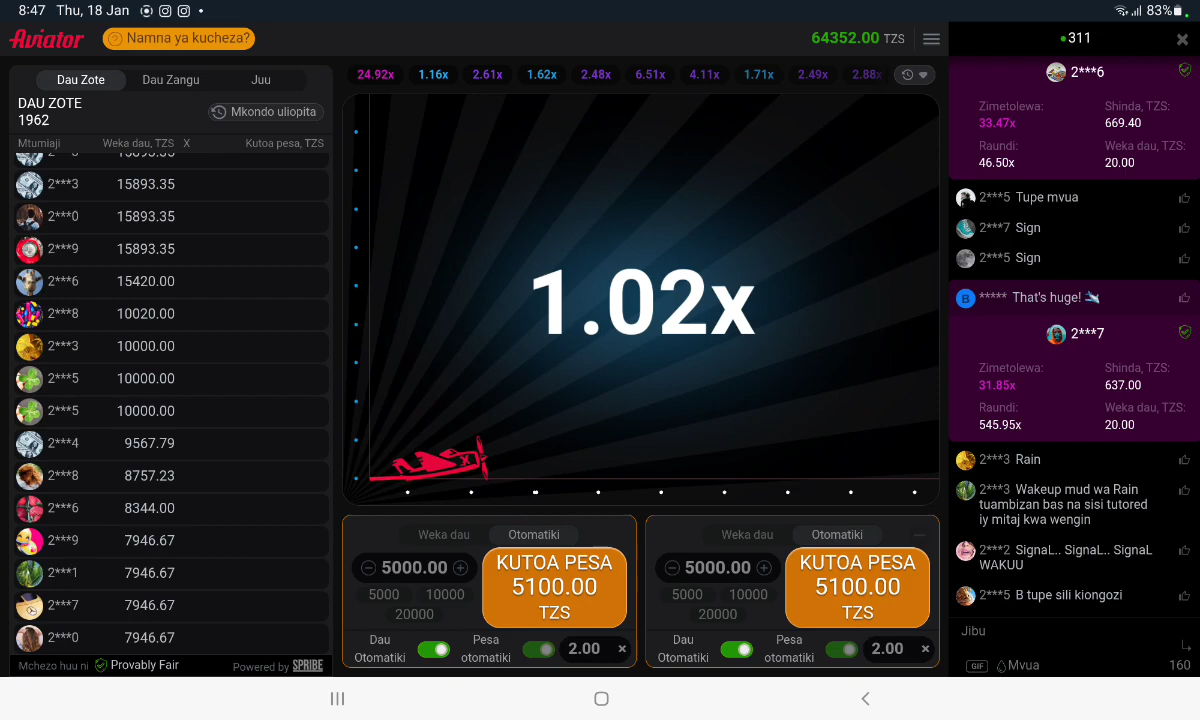 8:47 Thu, 18 Jan
83%
Aviator
Namna ya kucheza?
64352.00 TZS
311
Dau Zote Dau Zangu Juu
DAU ZOTE
1962
Mkondo uliopita
Mtumiaji Weka dau, TZS X Kutoa pesa, TZS
15893.35
2***3 15893.35
2***0 15893.35
2***9 15893.35
2***6 15420.00
2***8 10020.00
2***3 10000.00
2***5 10000.00
2***5 10000.00
2***4 9567.79
2***8 8757.23
2***6 8344.00
2***9 7946.67
2***1 7946.67
2***7 7946.67
2***0 7946.67
Mchezo huu ni Provably Fair Powered by SPRIBE
24.92x 1.16x 2.61x 1.62x 2.48x 6.51x 4.11x 1.71x 2.49x 2.88x
1.02x
Weka dau Otomatiki
5000.00
5000 10000
20000
KUTOA PESA
5100.00
TZS
Dau Otomatiki
Pesa otomatiki
2.00 ×
Weka dau Otomatiki
5000.00
5000 10000
20000
KUTOA PESA
5100.00
TZS
Dau Otomatiki
Pesa otomatiki
2.00 ×
2***6
Zimetolewa: Shinda, TZS:
33.47x 669.40
Raundi: Weka dau, TZS:
46.50x 20.00
2***5 Tupe mvua
2***7 Sign
2***5 Sign
B ***** That's huge!
2***7
Zimetolewa: Shinda, TZS:
31.85x 637.00
Raundi: Weka dau, TZS:
545.95x 20.00
2***3 Rain
2***3 Wakeup mud wa Rain
tuambizan bas na sisi tutored
iy mitaj kwa wengin
2***2 SignaL.. SignaL.. SignaL
WAKUU
2***5 B tupe sili kiongozi
Jibu
GIF Mvua 160